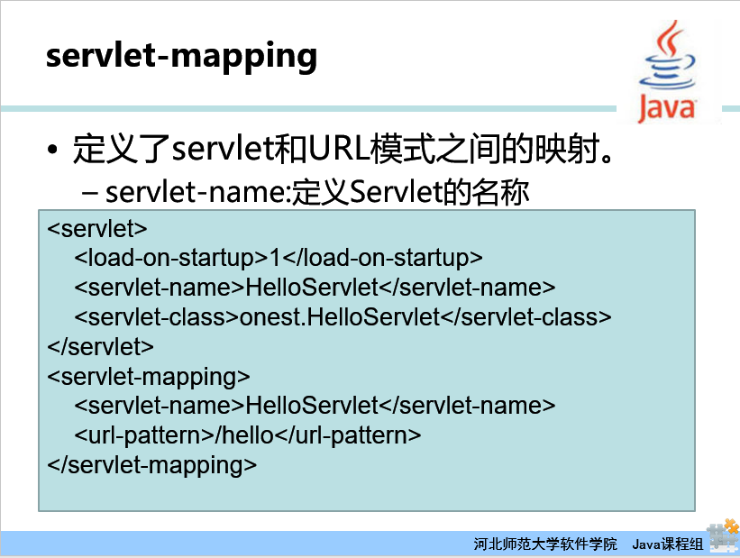 servlet-mapping
Java
• 定义了servlet和URL模式之间的映射。
– servlet-name:定义Servlet的名称
<servlet>
<load-on-startup>1</load-on-startup>
<servlet-name>HelloServlet</servlet-name>
<servlet-class>onest.HelloServlet</servlet-class>
</servlet>
<servlet-mapping>
<servlet-name>HelloServlet</servlet-name>
<url-pattern>/hello</url-pattern>
</servlet-mapping>
河北师范大学软件学院 Java课程组